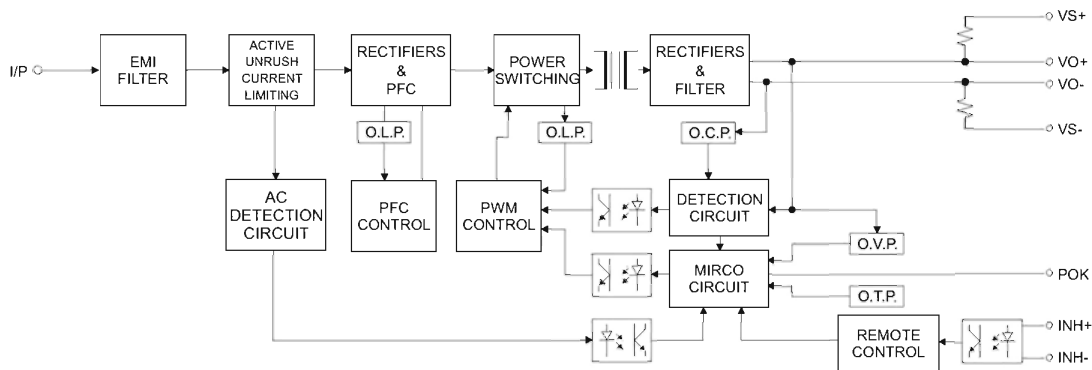 VS+
I/P
EMI
FILTER
ACTIVE
UNRUSH
CURRENT
LIMITING
RECTIFIERS
&
PFC
POWER
SWITCHING
RECTIFIERS
&
FILTER
VO+
VO-
VS-
O.L.P.
O.L.P.
O.C.P.
AC
DETECTION
CIRCUIT
PFC
CONTROL
PWM
CONTROL
DETECTION
CIRCUIT
O.V.P.
MIRCO
CIRCUIT
POK
O.T.P.
REMOTE
CONTROL
INH+
INH-